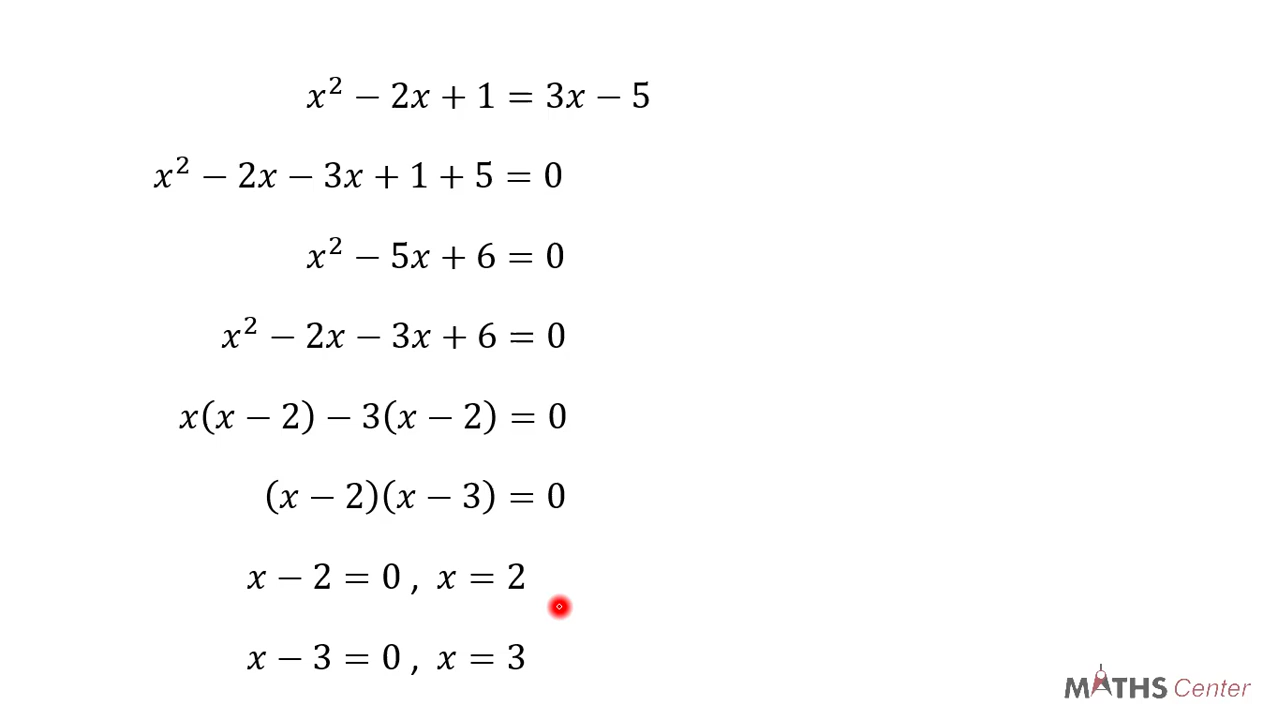 x² − 2x + 1 = 3x − 5
x² − 2x − 3x + 1 + 5 = 0
x² − 5x + 6 = 0
x² − 2x − 3x + 6 = 0
x(x − 2) − 3(x − 2) = 0
(x − 2)(x − 3) = 0
x − 2 = 0 , x = 2
x − 3 = 0 , x = 3
MATHS Center